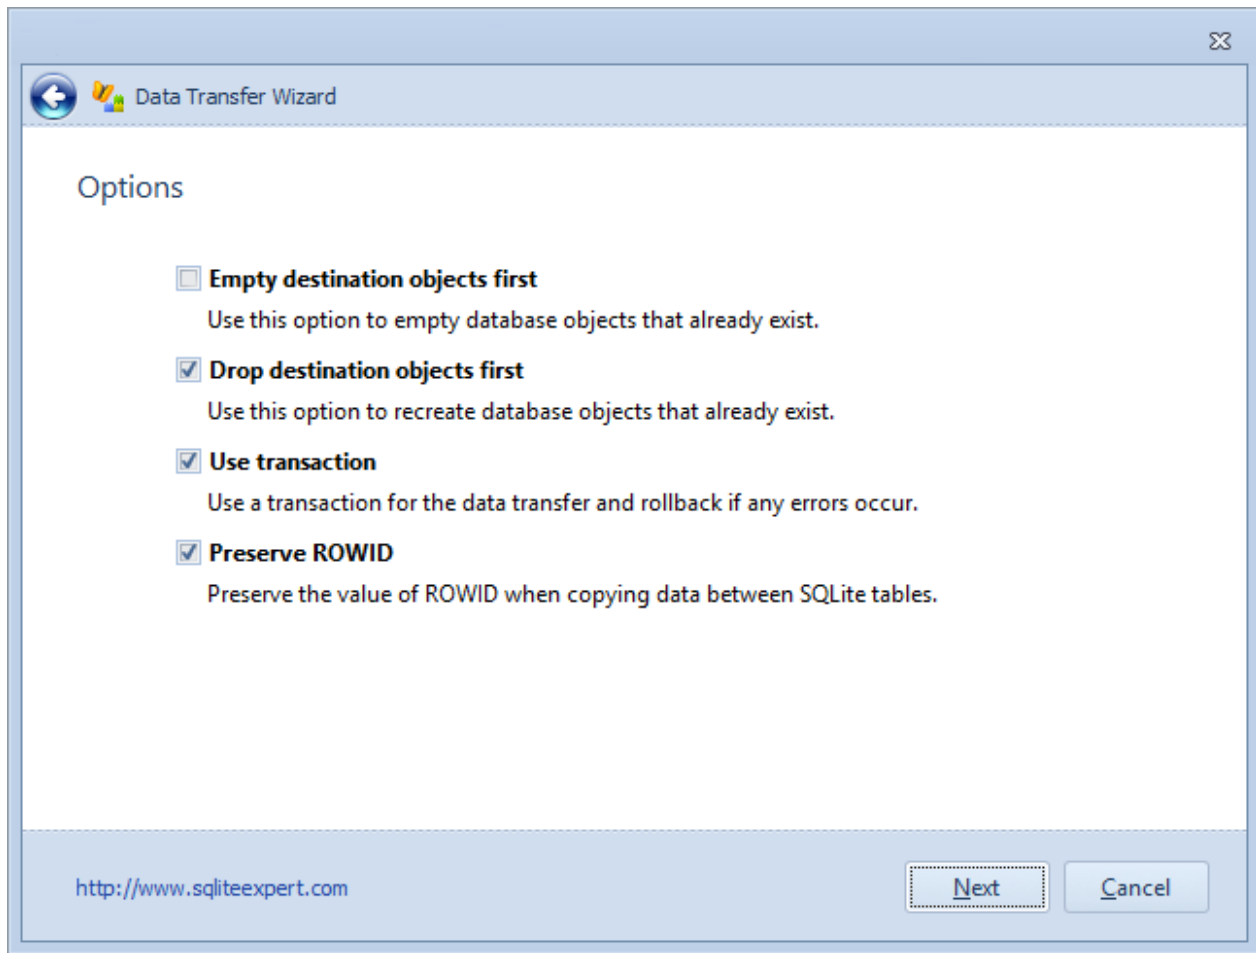 Data Transfer Wizard
Options
Empty destination objects first
Use this option to empty database objects that already exist.
Drop destination objects first
Use this option to recreate database objects that already exist.
Use transaction
Use a transaction for the data transfer and rollback if any errors occur.
Preserve ROWID
Preserve the value of ROWID when copying data between SQLite tables.
http://www.sqliteexpert.com
Next
Cancel